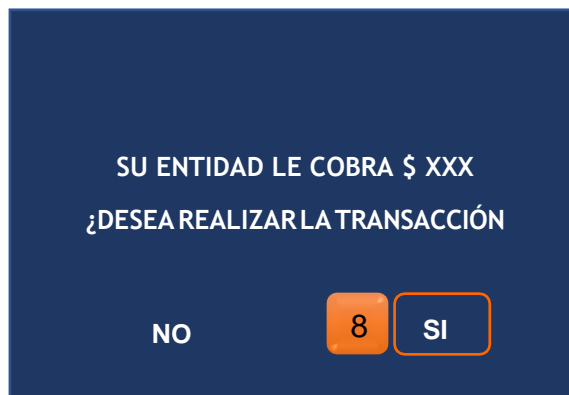 SU ENTIDAD LE COBRA $ XXX
¿DESEA REALIZAR LA TRANSACCIÓN
NO 8 SI